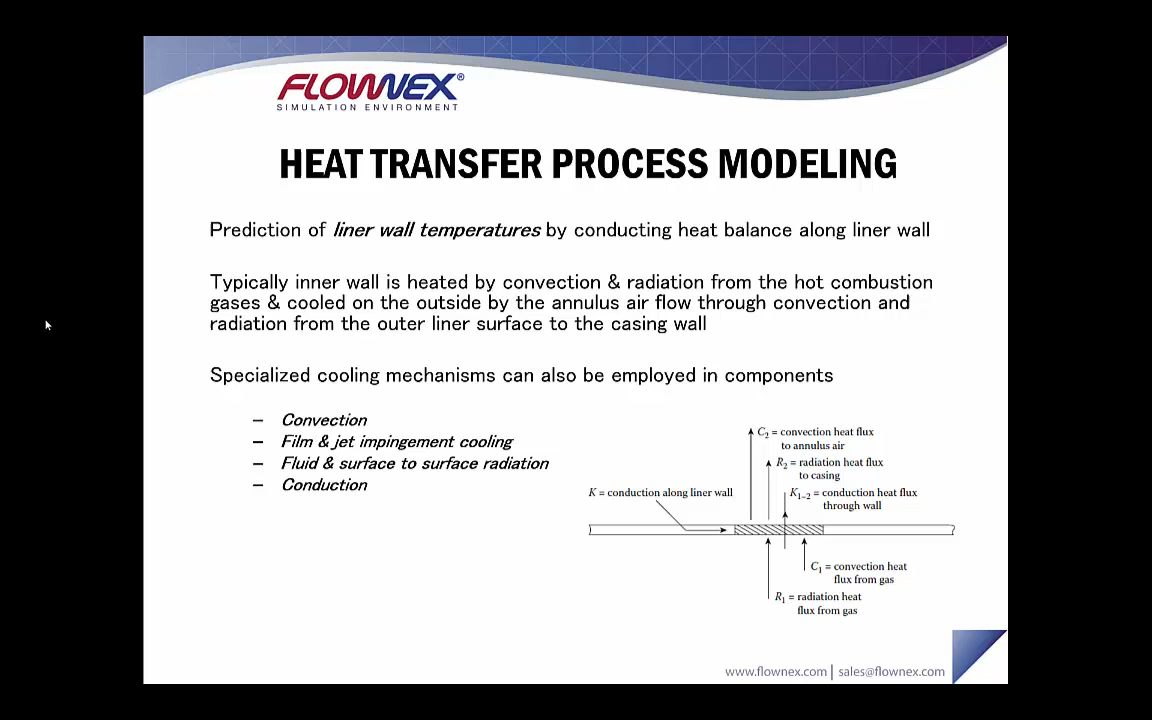 FLOWNEX®
SIMULATION ENVIRONMENT
HEAT TRANSFER PROCESS MODELING
Prediction of liner wall temperatures by conducting heat balance along liner wall
Typically inner wall is heated by convection & radiation from the hot combustion
gases & cooled on the outside by the annulus air flow through convection and
radiation from the outer liner surface to the casing wall
Specialized cooling mechanisms can also be employed in components
– Convection
– Film & jet impingement cooling
– Fluid & surface to surface radiation
– Conduction
C2 = convection heat flux
to annulus air
R2 = radiation heat flux
to casing
K = conduction along liner wall
K1–2 = conduction heat flux
through wall
C1 = convection heat
flux from gas
R1 = radiation heat
flux from gas
www.flownex.com | sales@flownex.com